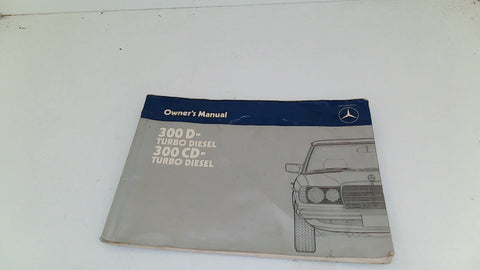 Owner's Manual
300 D-
TURBO DIESEL
300 CD-
TURBO DIESEL